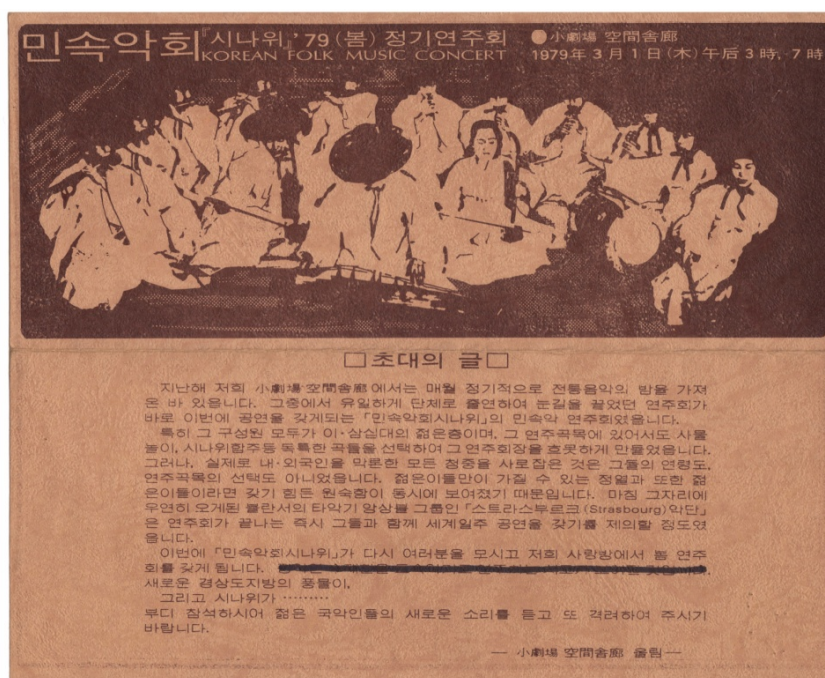 민속악회『시나위』'79(봄) 정기연주회
KOREAN FOLK MUSIC CONCERT
●小劇場 空間舍廊
1979年 3月 1日(木)午后 3時, 7時
□초대의 글□
지난해 저희 小劇場 空間舍廊에서는 매월 정기적으로 전통음악의 밤을 가져
온 바 있읍니다. 그중에서 유일하게 단체로 출연하여 눈길을 끌었던 연주회가
바로 이번에 공연을 갖게되는「민속악회시나위」의 민속악 연주회였읍니다.
특히 그 구성원 모두가 이·삼십대의 젊은층이며, 그 연주곡목에 있어서도 사물
놀이, 시나위합주등 독특한 곡들을 선택하여 그 연주회장을 흐뭇하게 만들었읍니다.
그러나, 실제로 내·외국인을 막론한 모든 청중을 사로잡은 것은 그들의 연령도,
연주곡목의 선택도 아니었읍니다. 젊은이들만이 가질 수 있는 정열과 또한 젊
은이들이라면 갖기 힘든 원숙함이 동시에 보여졌기 때문입니다. 마침 그자리에
우연히 오게된 불란서의 타악기 앙상블 그룹인「스트라스부르크(Strasbourg)악단」
은 연주회가 끝나는 즉시 그들과 함께 세계일주 공연을 갖기를 제의할 정도였
읍니다.
이번에「민속악회시나위」가 다시 여러분을 모시고 저희 사랑방에서 봄 연주
회를 갖게 됩니다.
새로운 경상도지방의 풍물이,
그리고 시나위가 ………
부디 참석하시어 젊은 국악인들의 새로운 소리를 듣고 또 격려하여 주시기
바랍니다.
— 小劇場 空間舍廊 올림 —